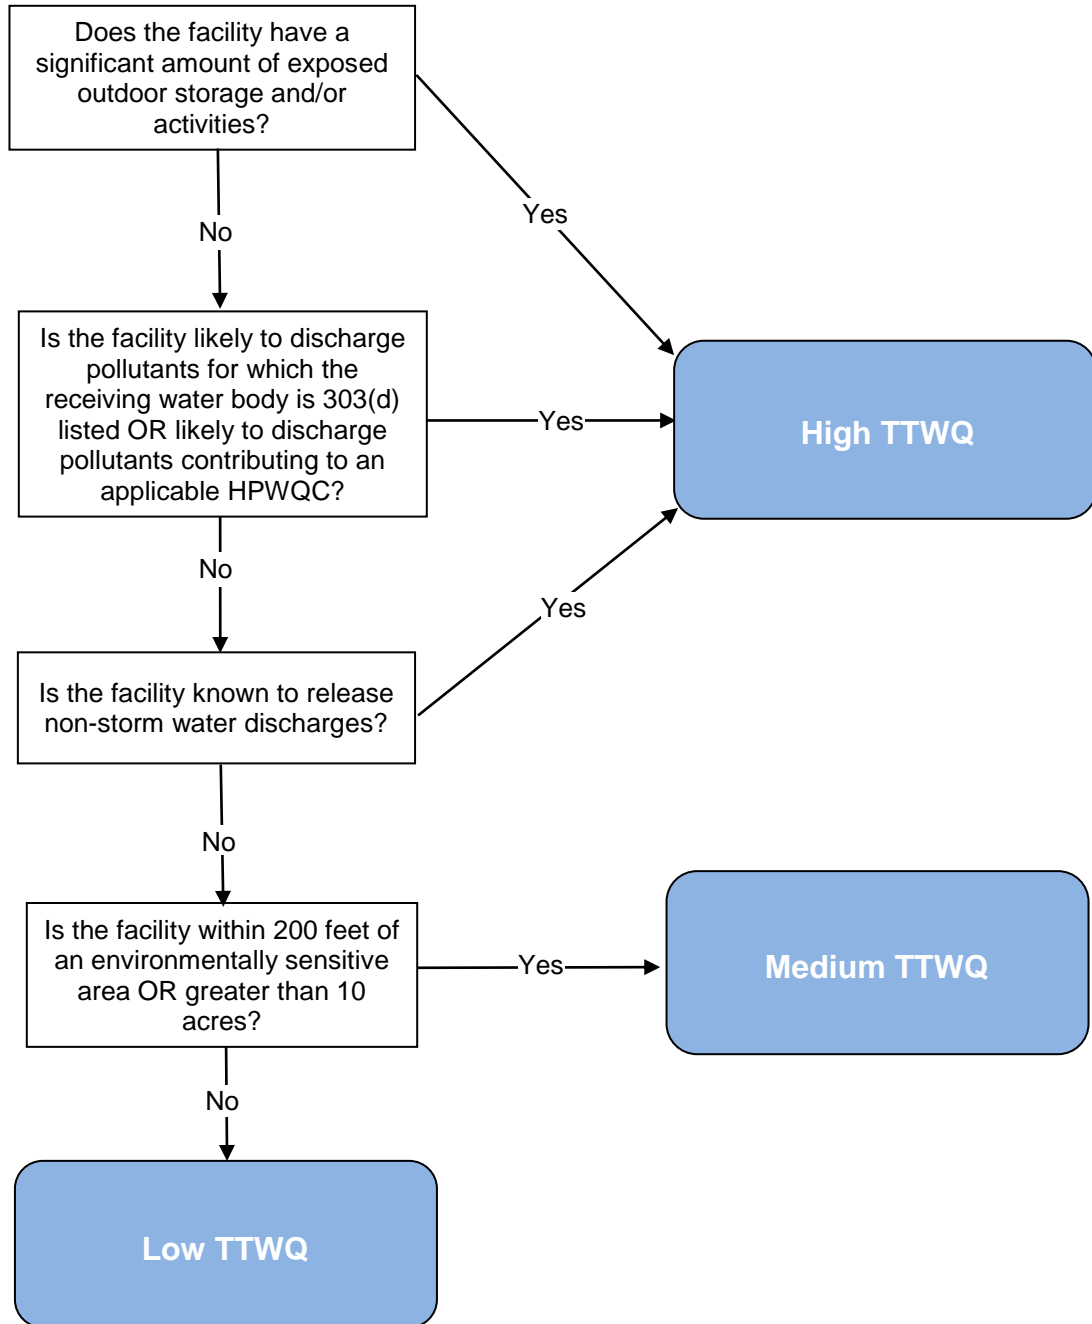 Does the facility have a
significant amount of exposed
outdoor storage and/or
activities?
Yes
No
Is the facility likely to discharge
pollutants for which the
receiving water body is 303(d)
listed OR likely to discharge
pollutants contributing to an
applicable HPWQC?
Yes
High TTWQ
No
Yes
Is the facility known to release
non-storm water discharges?
No
Is the facility within 200 feet of
an environmentally sensitive
area OR greater than 10
acres?
Yes
Medium TTWQ
No
Low TTWQ